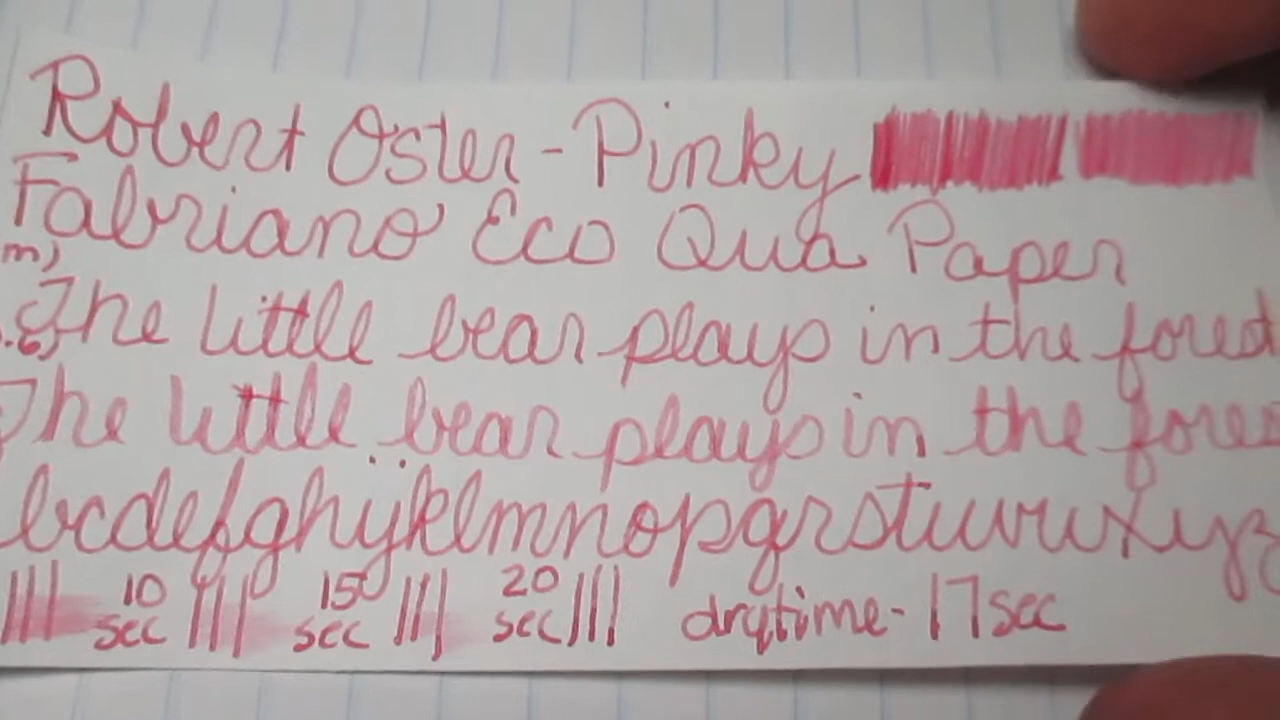 Robert Oster - Pinky
Fabriano Eco Qua Paper
m)
The little bear plays in the forest
The little bear plays in the fores
bcdefghijklmnopqrstuvwxyz
10 sec 15 sec 20 sec drytime - 17 sec